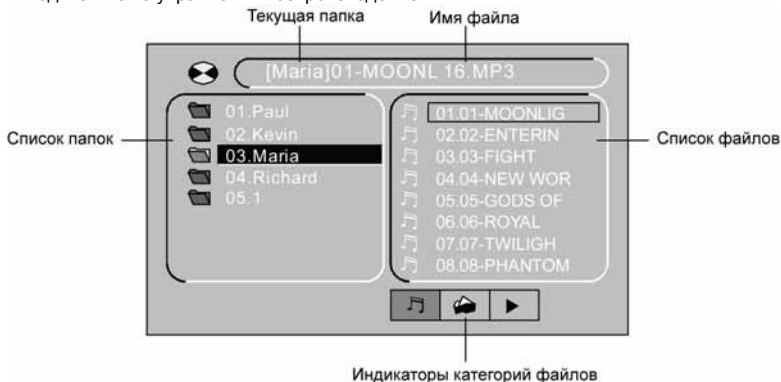 Текущая папка
Имя файла
[Maria]01-MOONL 16.MP3
Список папок
01.Paul
02.Kevin
03.Maria
04.Richard
05.1
01.01-MOONLIG
02.02-ENTERIN
03.03-FIGHT
04.04-NEW WOR
05.05-GODS OF
06.06-ROYAL
07.07-TWILIGH
08.08-PHANTOM
Список файлов
Индикаторы категорий файлов